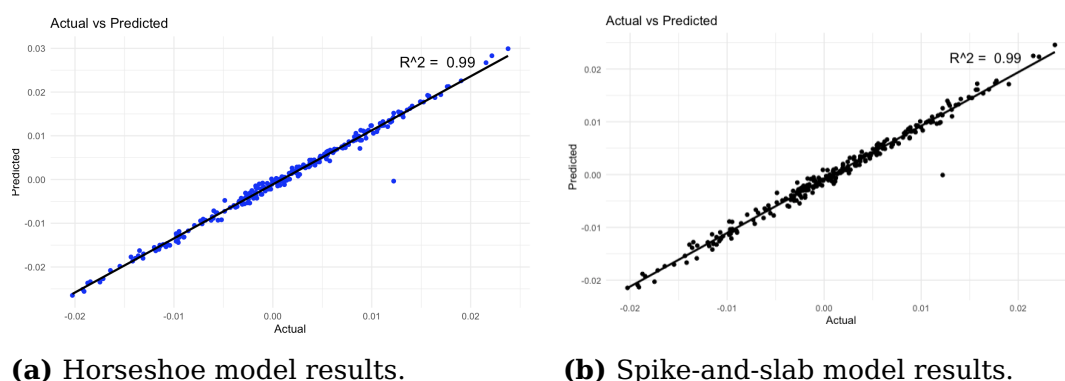 Actual vs Predicted
R^2 = 0.99
0.03
0.02
0.01
0.00
-0.01
-0.02
Predicted
-0.02
-0.01
0.00
0.01
0.02
Actual
(a) Horseshoe model results.
Actual vs Predicted
R^2 = 0.99
0.02
0.01
0.00
-0.01
-0.02
Predicted
-0.02
-0.01
0.00
0.01
0.02
Actual
(b) Spike-and-slab model results.